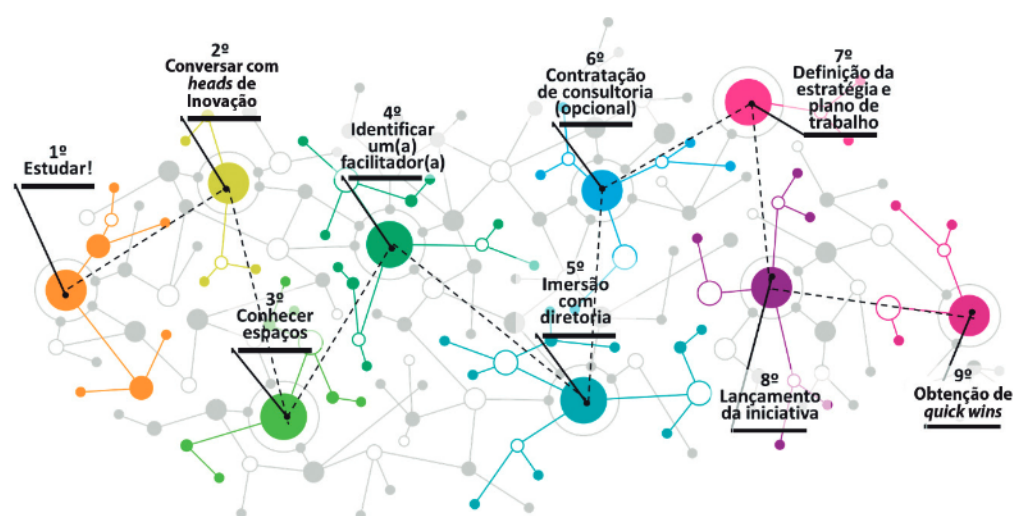 1º
Estudar!
2º
Conversar com
heads de
Inovação
3º
Conhecer
espaços
4º
Identificar
um(a)
facilitador(a)
5º
Imersão
com
diretoria
6º
Contratação
de consultoria
(opcional)
7º
Definição da
estratégia e
plano de
trabalho
8º
Lançamento
da iniciativa
9º
Obtenção de
quick wins